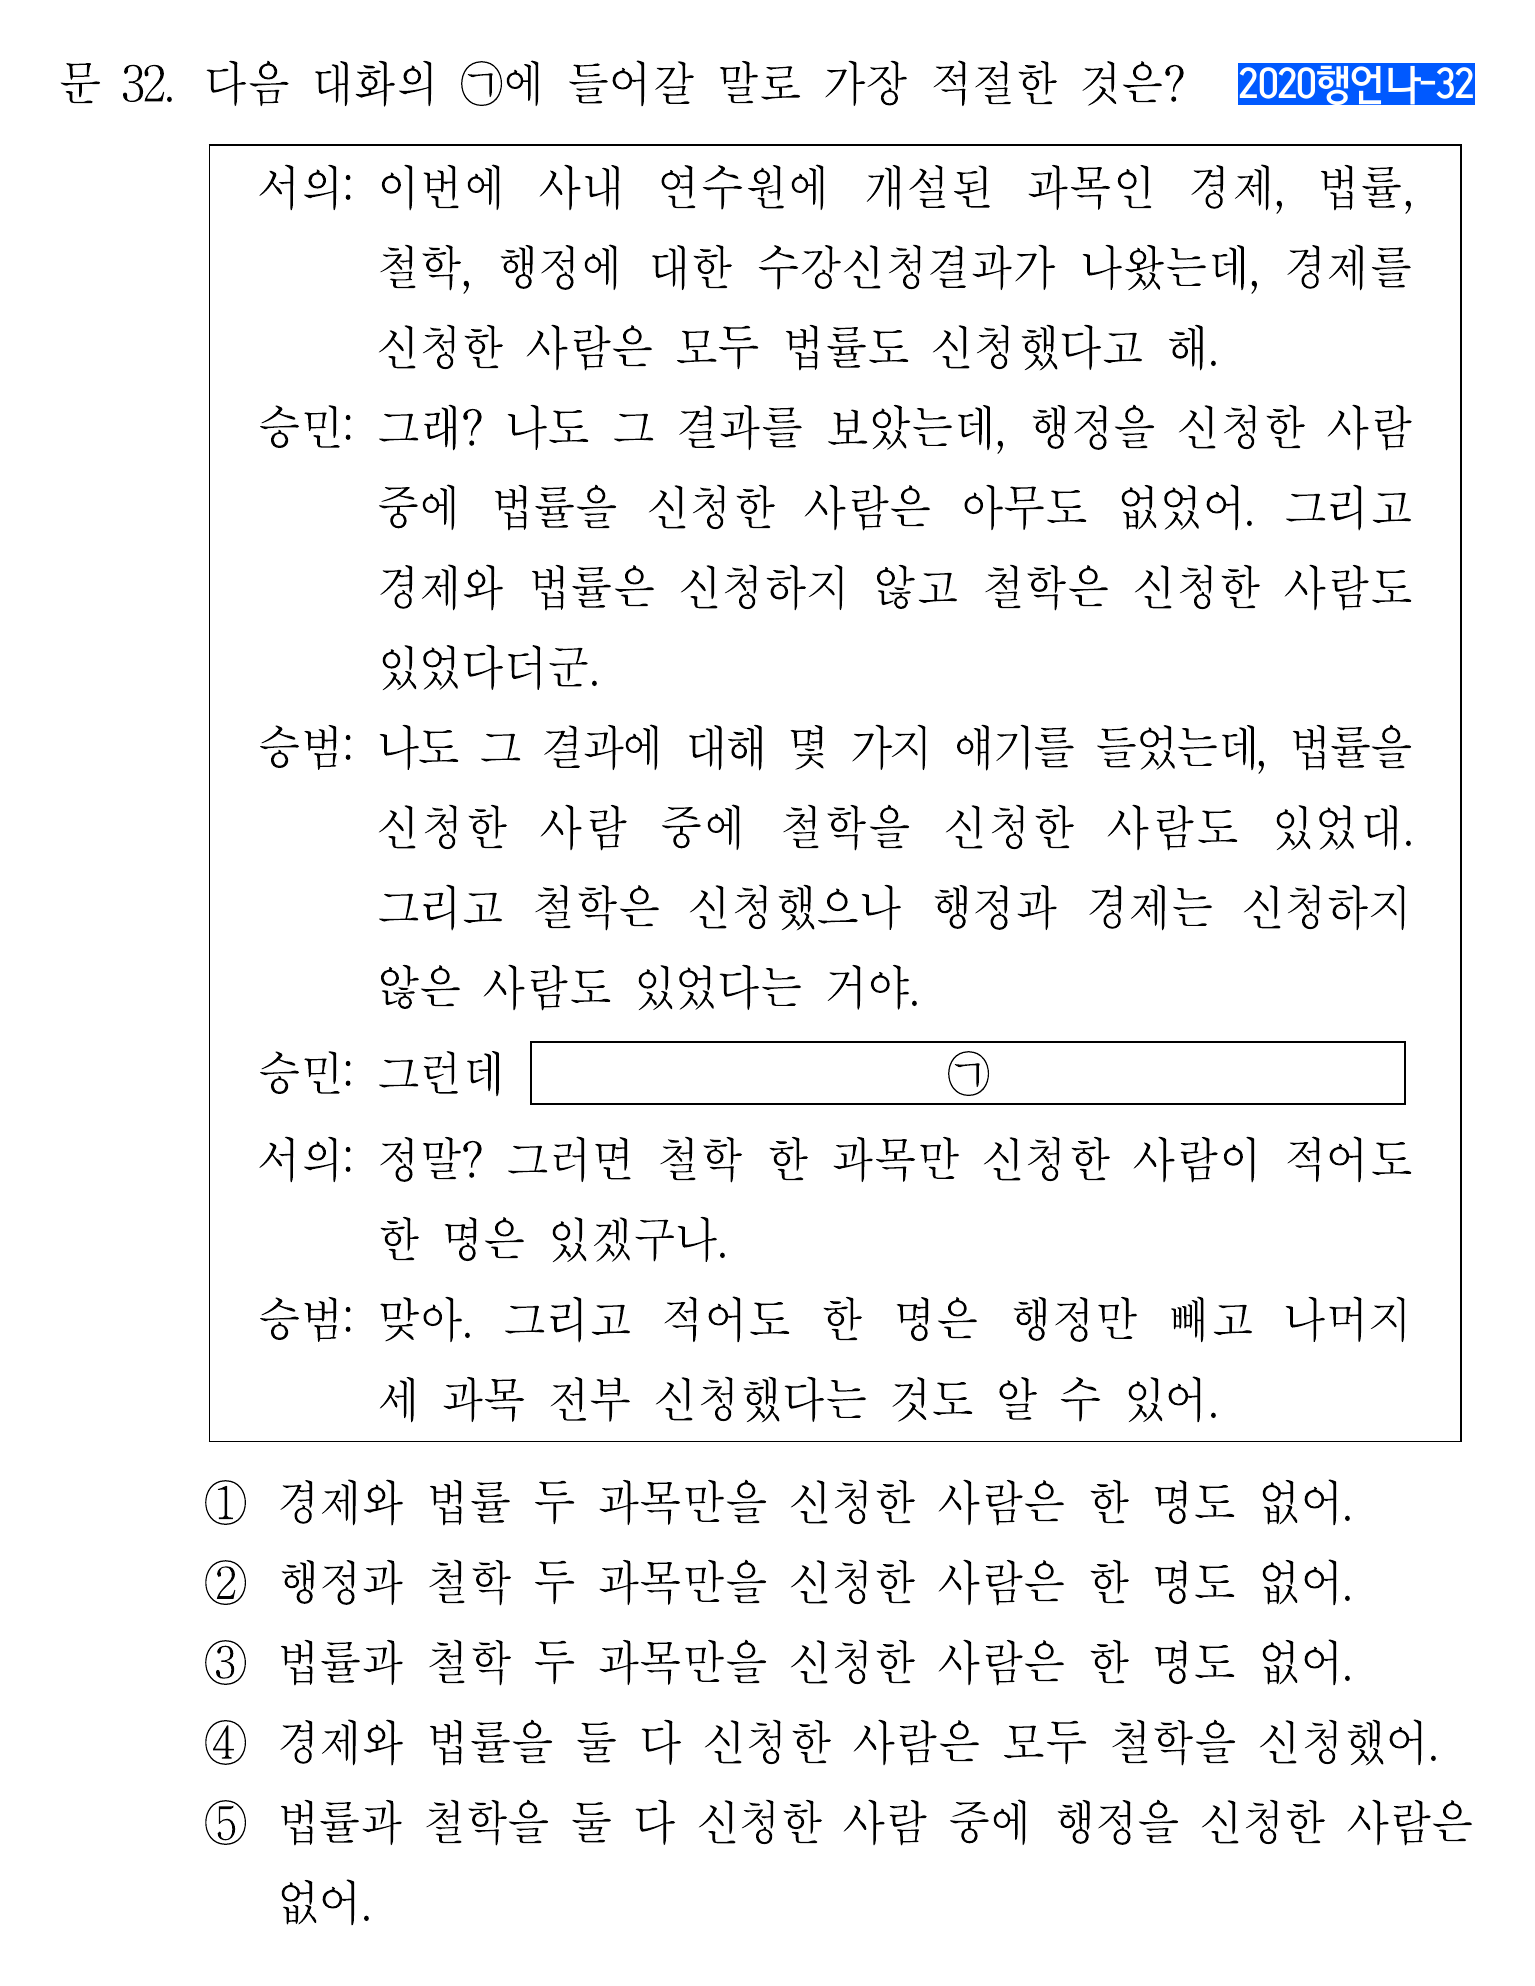 문 32. 다음 대화의 ㉠에 들어갈 말로 가장 적절한 것은? 2020행언나-32
서의: 이번에 사내 연수원에 개설된 과목인 경제, 법률,
철학, 행정에 대한 수강신청결과가 나왔는데, 경제를
신청한 사람은 모두 법률도 신청했다고 해.
승민: 그래? 나도 그 결과를 보았는데, 행정을 신청한 사람
중에 법률을 신청한 사람은 아무도 없었어. 그리고
경제와 법률은 신청하지 않고 철학은 신청한 사람도
있었다더군.
승범: 나도 그 결과에 대해 몇 가지 얘기를 들었는데, 법률을
신청한 사람 중에 철학을 신청한 사람도 있었대.
그리고 철학은 신청했으나 행정과 경제는 신청하지
않은 사람도 있었다는 거야.
승민: 그런데 ㉠
서의: 정말? 그러면 철학 한 과목만 신청한 사람이 적어도
한 명은 있겠구나.
승범: 맞아. 그리고 적어도 한 명은 행정만 빼고 나머지
세 과목 전부 신청했다는 것도 알 수 있어.
① 경제와 법률 두 과목만을 신청한 사람은 한 명도 없어.
② 행정과 철학 두 과목만을 신청한 사람은 한 명도 없어.
③ 법률과 철학 두 과목만을 신청한 사람은 한 명도 없어.
④ 경제와 법률을 둘 다 신청한 사람은 모두 철학을 신청했어.
⑤ 법률과 철학을 둘 다 신청한 사람 중에 행정을 신청한 사람은
없어.